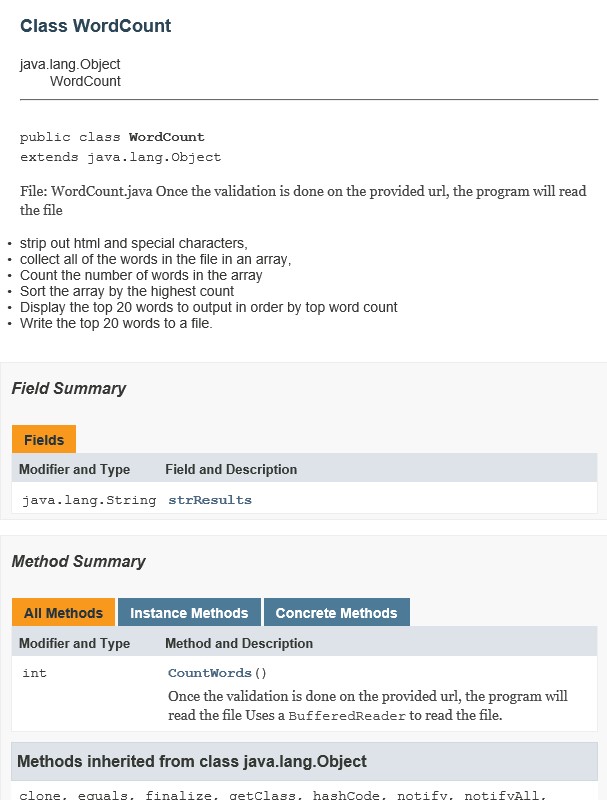 Class WordCount
java.lang.Object
WordCount
public class WordCount
extends java.lang.Object
File: WordCount.java Once the validation is done on the provided url, the program will read
the file
• strip out html and special characters,
• collect all of the words in the file in an array,
• Count the number of words in the array
• Sort the array by the highest count
• Display the top 20 words to output in order by top word count
• Write the top 20 words to a file.
Field Summary
Fields
Modifier and Type Field and Description
java.lang.String strResults
Method Summary
All Methods Instance Methods Concrete Methods
Modifier and Type Method and Description
int CountWords()
Once the validation is done on the provided url, the program will
read the file Uses a BufferedReader to read the file.
Methods inherited from class java.lang.Object
clone, equals, finalize, getClass, hashCode, notify, notifyAll,